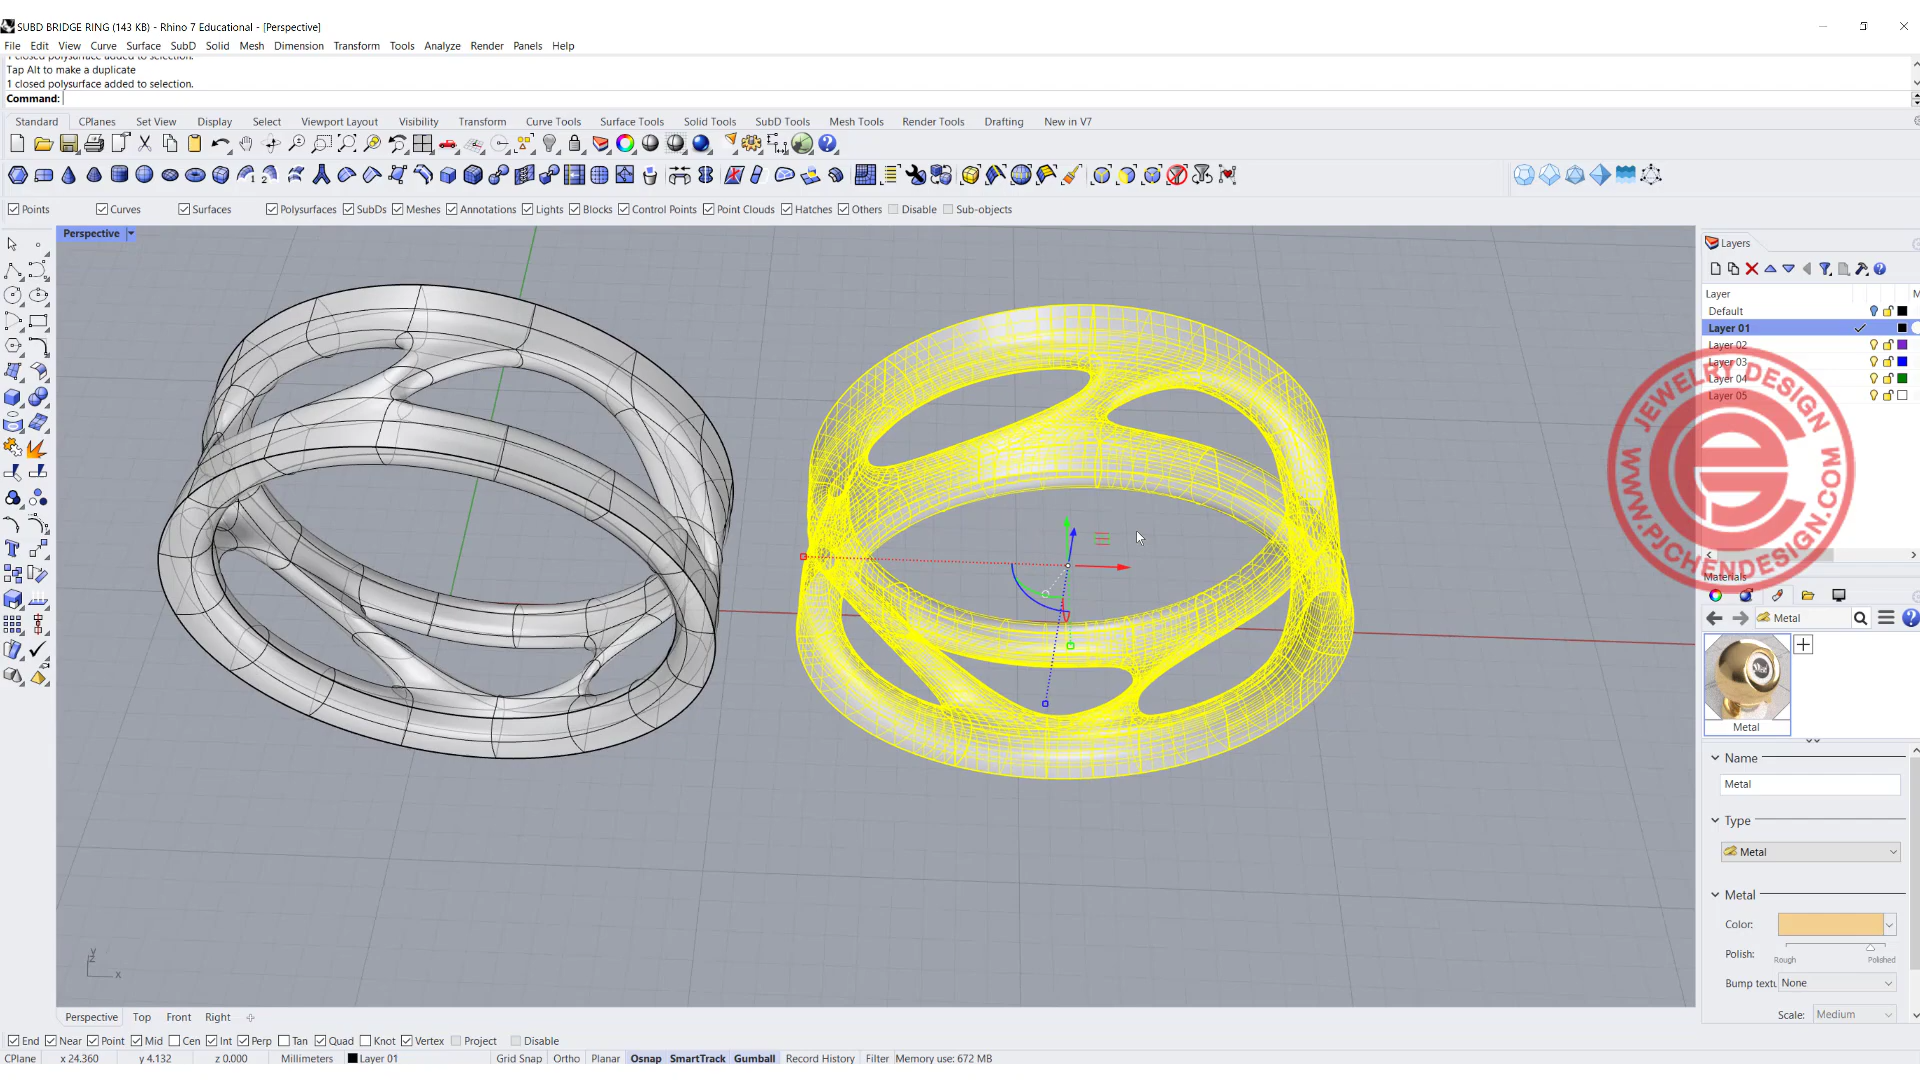 SUBD BRIDGE RING (143 KB) - Rhino 7 Educational - [Perspective]
File Edit View Curve Surface SubD Solid Mesh Dimension Transform Tools Analyze Render Panels Help
1 closed polysurface added to selection.
Tap Alt to make a duplicate
1 closed polysurface added to selection.
Command:
Standard CPlanes Set View Display Select Viewport Layout Visibility Transform Curve Tools Surface Tools Solid Tools SubD Tools Mesh Tools Render Tools Drafting New in V7
Points Curves Surfaces Polysurfaces SubDs Meshes Annotations Lights Blocks Control Points Point Clouds Hatches Others Disable Sub-objects
Perspective
Layers
Layer M
Default
Layer 01
Layer 02
Layer 03
Layer 04
Layer 05
JEWELRY DESIGN
WWW.PJCHENDESIGN.COM
Materials
Metal
Metal
Name
Metal
Type
Metal
Metal
Color:
Polish:
Rough Polished
Bump textu None
Scale: Medium
y
x
Perspective Top Front Right
End Near Point Mid Cen Int Perp Tan Quad Knot Vertex Project Disable
CPlane x 24.360 y 4.132 z 0.000 Millimeters Layer 01 Grid Snap Ortho Planar Osnap SmartTrack Gumball Record History Filter Memory use: 672 MB